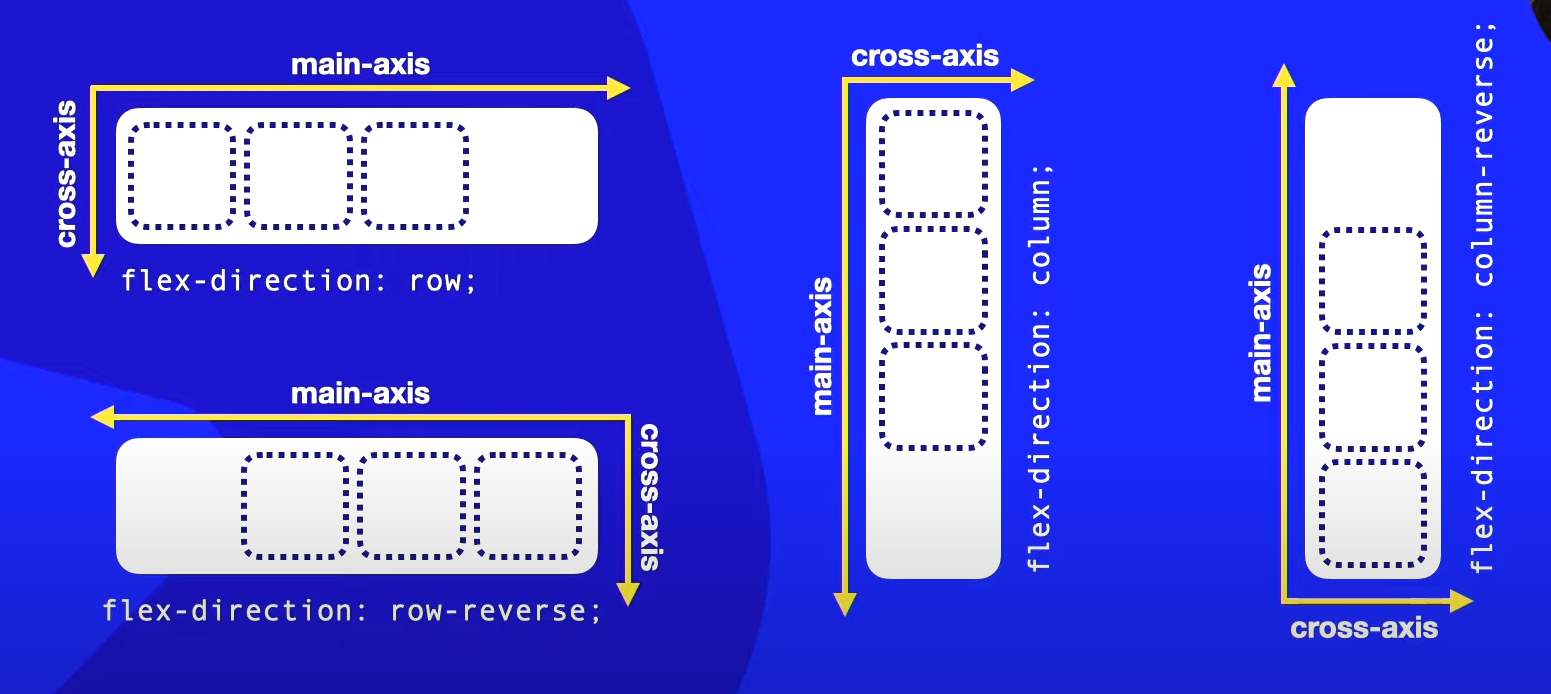 main-axis
cross-axis
flex-direction: row;
main-axis
cross-axis
flex-direction: row-reverse;
cross-axis
main-axis
flex-direction: column;
main-axis
flex-direction: column-reverse;
cross-axis